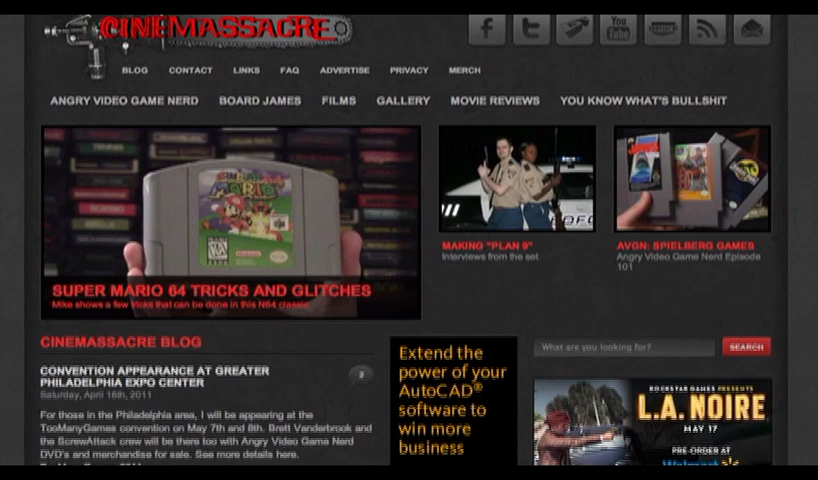 CINEMASSACRE
You
Tube
BLOG CONTACT LINKS FAQ ADVERTISE PRIVACY MERCH
ANGRY VIDEO GAME NERD BOARD JAMES FILMS GALLERY MOVIE REVIEWS YOU KNOW WHAT'S BULLSHIT
SUPER MARIO 64 TRICKS AND GLITCHES
Mike shows a few tricks that can be done in this N64 classic
MAKING "PLAN 9"
Interviews from the set
AVGN: SPIELBERG GAMES
Angry Video Game Nerd Episode
101
CINEMASSACRE BLOG
CONVENTION APPEARANCE AT GREATER
PHILADELPHIA EXPO CENTER
2
Saturday, April 16th, 2011
For those in the Philadelphia area, I will be appearing at the
TooManyGames convention on May 7th and 8th. Brett Vanderbrook and
the ScrewAttack crew will be there too with Angry Video Game Nerd
DVD's and merchandise for sale. See more details here.
Extend the
power of your
AutoCAD®
software to
win more
business
What are you looking for?
SEARCH
ROCKSTAR GAMES PRESENTS
L.A. NOIRE
MAY 17
PRE-ORDER AT
Walmart